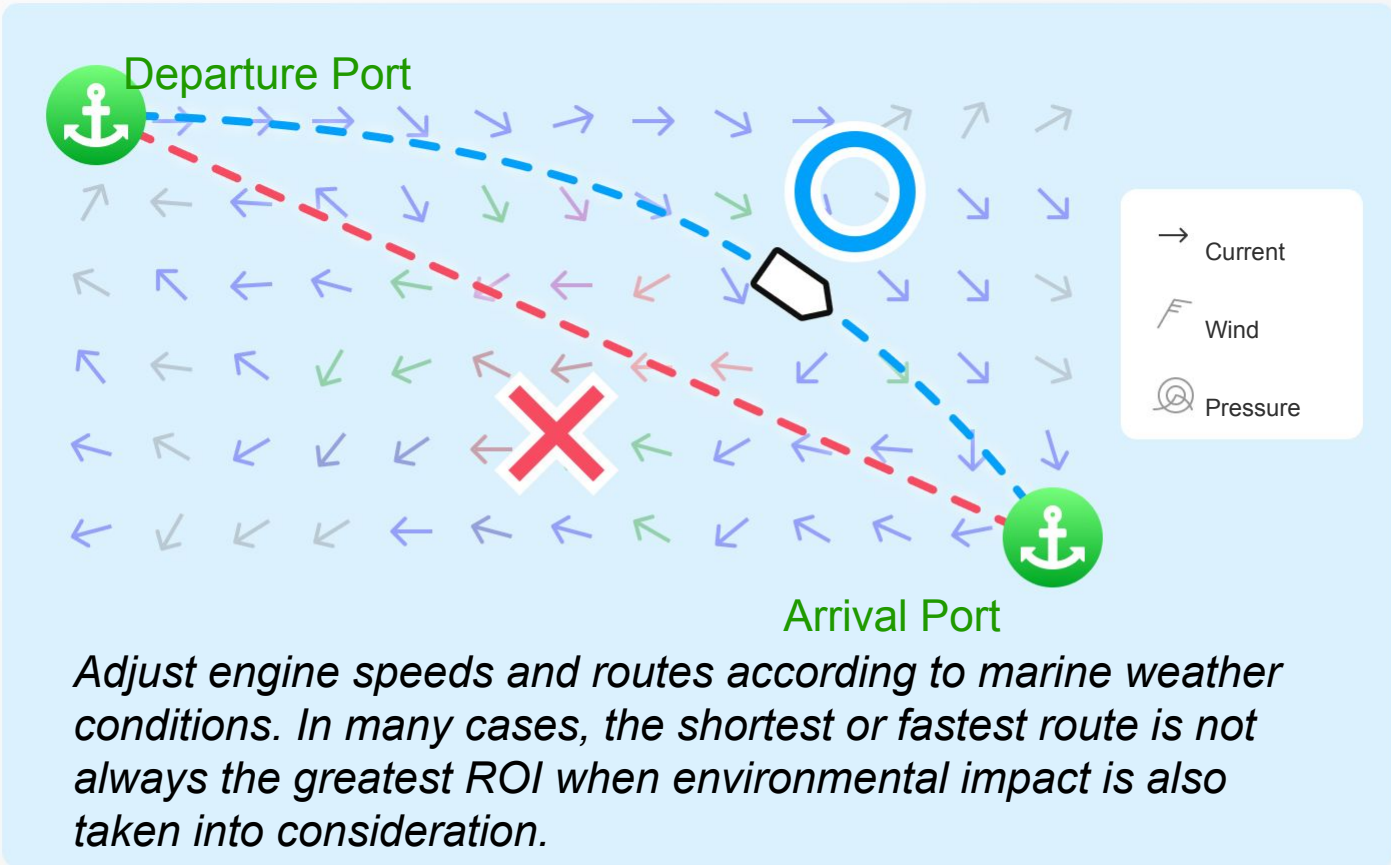 Departure Port
Current
Wind
Pressure
Arrival Port
Adjust engine speeds and routes according to marine weather
conditions. In many cases, the shortest or fastest route is not
always the greatest ROI when environmental impact is also
taken into consideration.